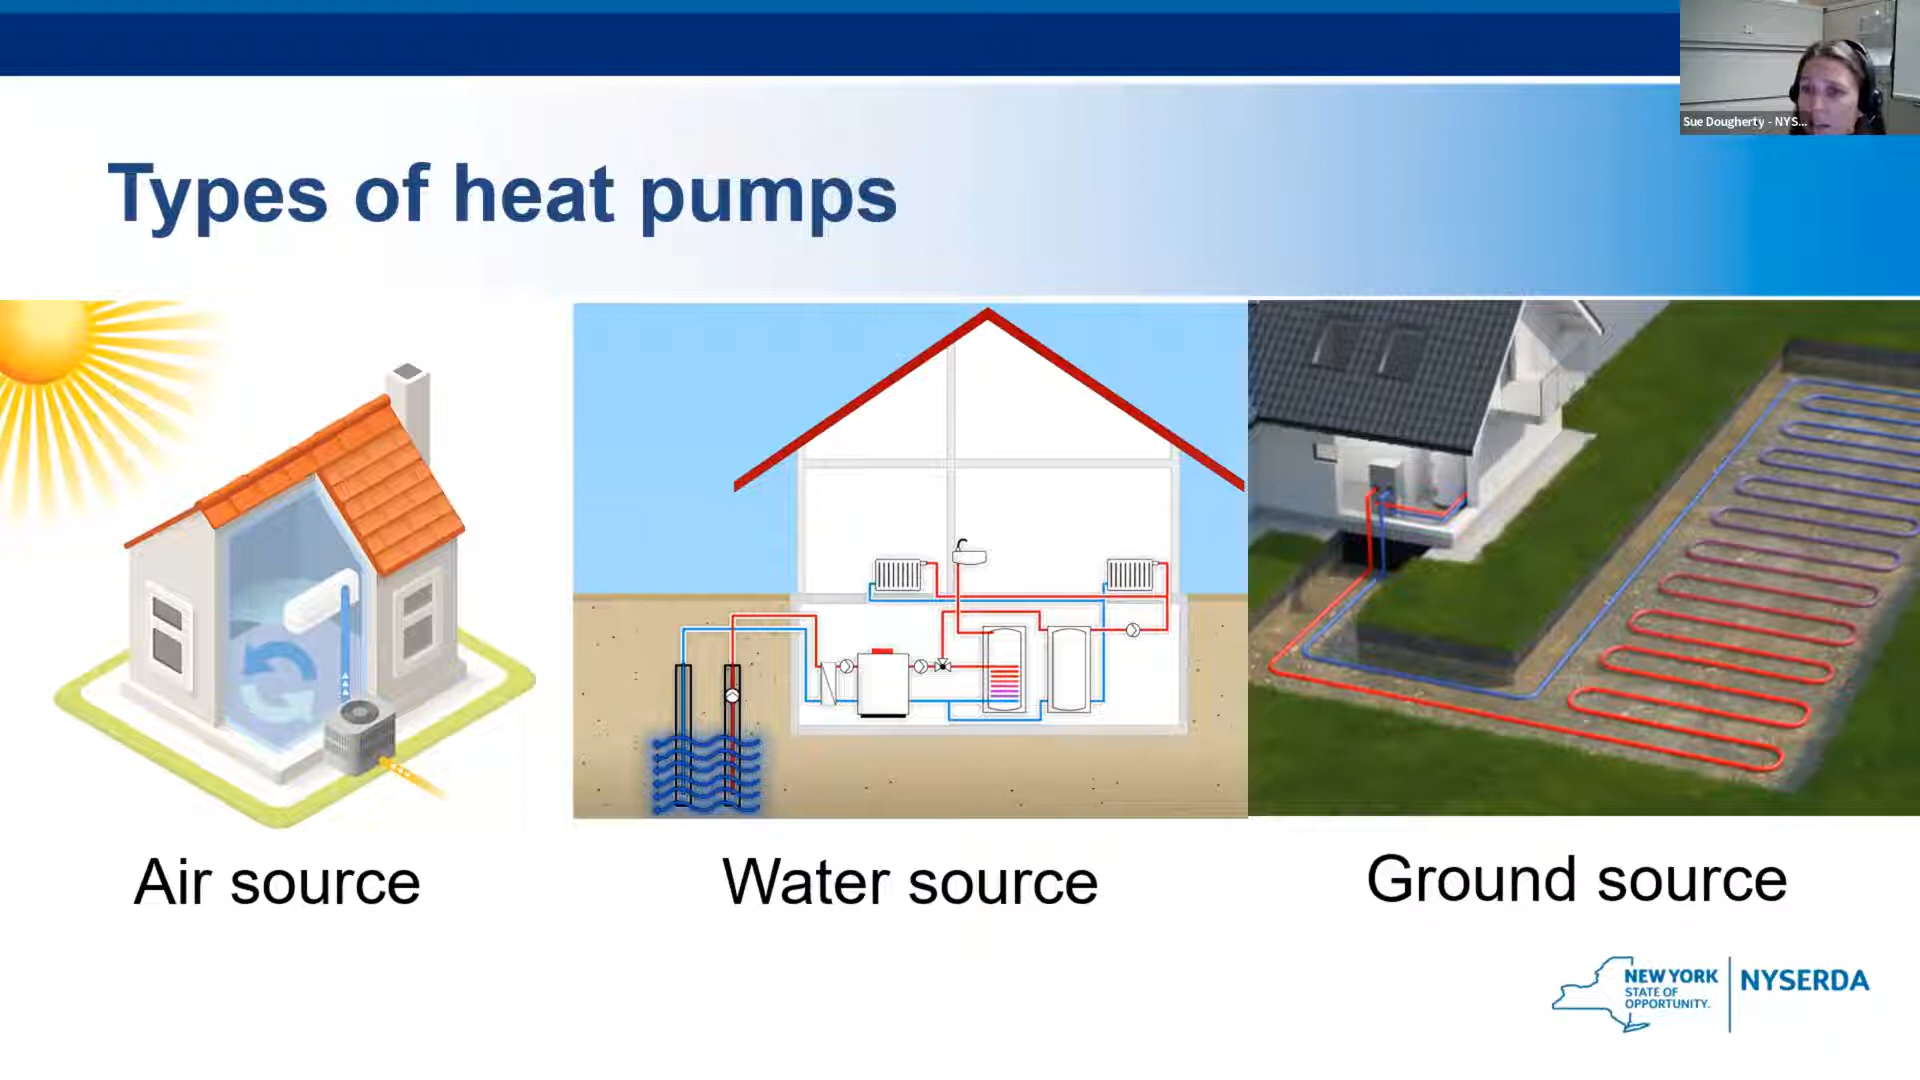 Sue Dougherty - NYS...
Types of heat pumps
Air source
Water source
Ground source
NEW YORK
STATE OF
OPPORTUNITY.
NYSERDA